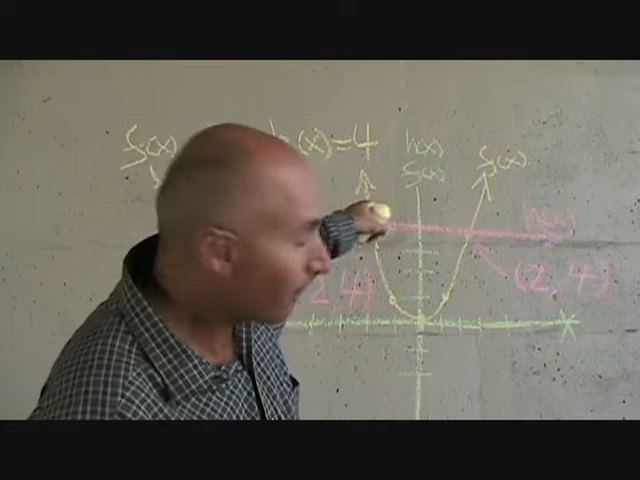 f(x)
(x)=4
h(x)
f(x)
f(x)
h(x)
2,4)
(2,4)